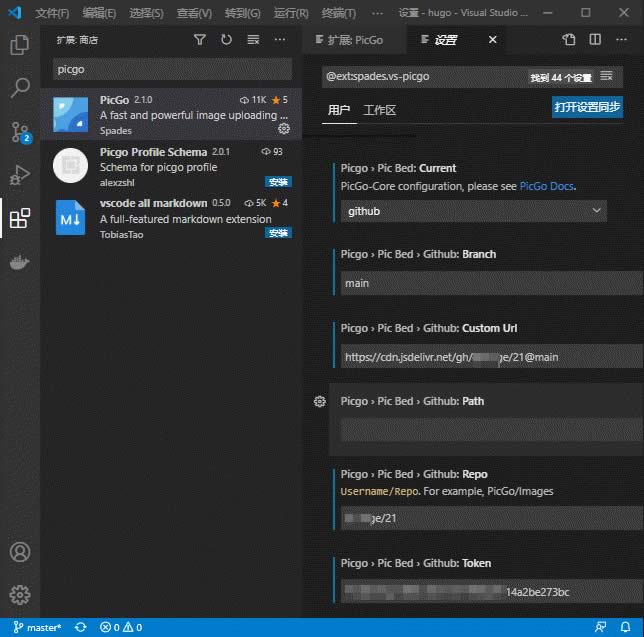 文件(F) 编辑(E) 选择(S) 查看(V) 转到(G) 运行(R) 终端(T) ··· 设置 - hugo - Visual Studio ...
扩展: 商店
picgo
PicGo 2.1.0 11K 5
A fast and powerful image uploading ...
Spades
Picgo Profile Schema 2.0.1 93
Schema for picgo profile
alexzshl 安装
vscode all markdown 0.5.0 5K 4
A full-featured markdown extension
TobiasTao 安装
M↓
2
扩展: PicGo 设置
@ext:spades.vs-picgo 找到 44 个设置
用户 工作区 打开设置同步
Picgo › Pic Bed: Current
PicGo-Core configuration, please see PicGo Docs.
github
Picgo › Pic Bed › Github: Branch
main
Picgo › Pic Bed › Github: Custom Url
https://cdn.jsdelivr.net/gh/ ge/21@main
Picgo › Pic Bed › Github: Path
Picgo › Pic Bed › Github: Repo
Username/Repo. For example, PicGo/Images
ge/21
Picgo › Pic Bed › Github: Token
14a2be273bc
master* 0 0